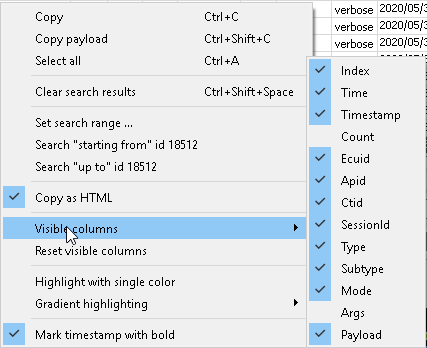 verbose 2020/05/3
verbose 2020/05/3
verbose 2020/05/3
Copy Ctrl+C
Copy payload Ctrl+Shift+C
Select all Ctrl+A
Clear search results Ctrl+Shift+Space
Set search range ...
Search "starting from" id 18512
Search "up to" id 18512
Copy as HTML
Visible columns
Reset visible columns
Highlight with single color
Gradient highlighting
Mark timestamp with bold
Index
Time
Timestamp
Count
Ecuid
Apid
Ctid
SessionId
Type
Subtype
Mode
Args
Payload